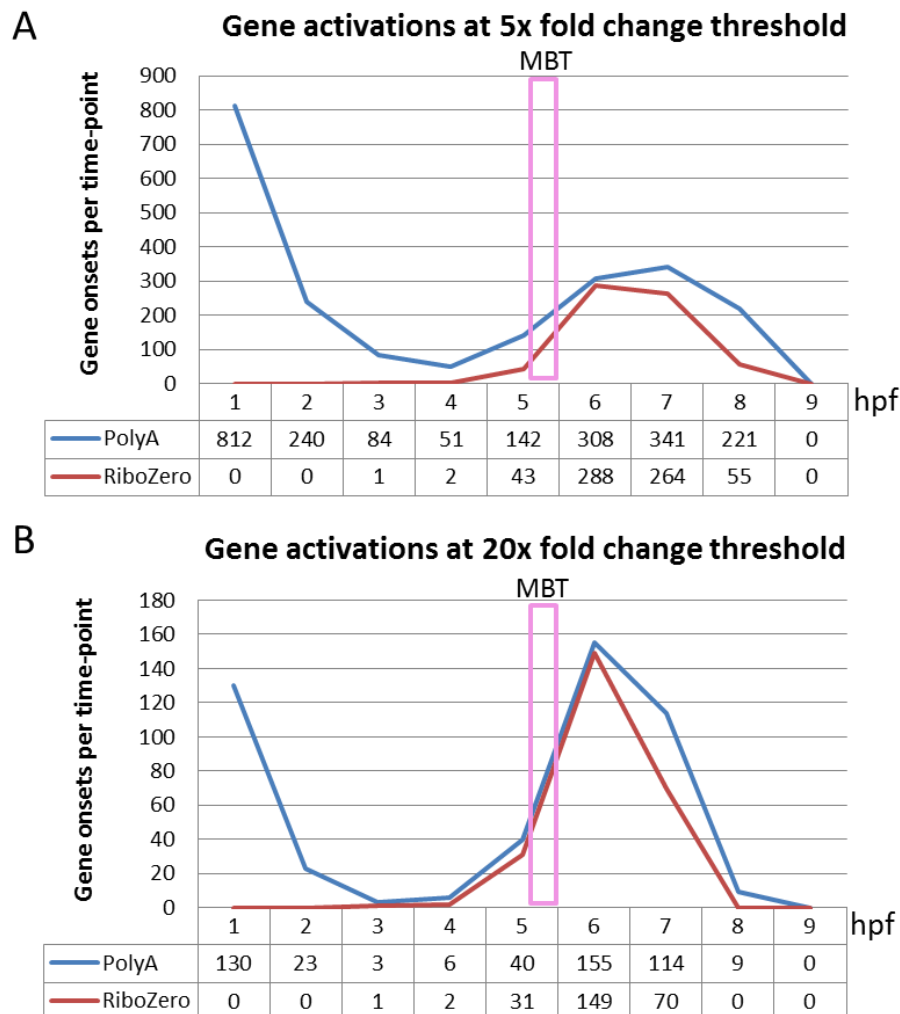 A
Gene activations at 5x fold change threshold
MBT
Gene onsets per time-point
900
800
700
600
500
400
300
200
100
0
1 2 3 4 5 6 7 8 9 hpf
PolyA 812 240 84 51 142 308 341 221 0
RiboZero 0 0 1 2 43 288 264 55 0
B
Gene activations at 20x fold change threshold
MBT
Gene onsets per time-point
180
160
140
120
100
80
60
40
20
0
1 2 3 4 5 6 7 8 9 hpf
PolyA 130 23 3 6 40 155 114 9 0
RiboZero 0 0 1 2 31 149 70 0 0